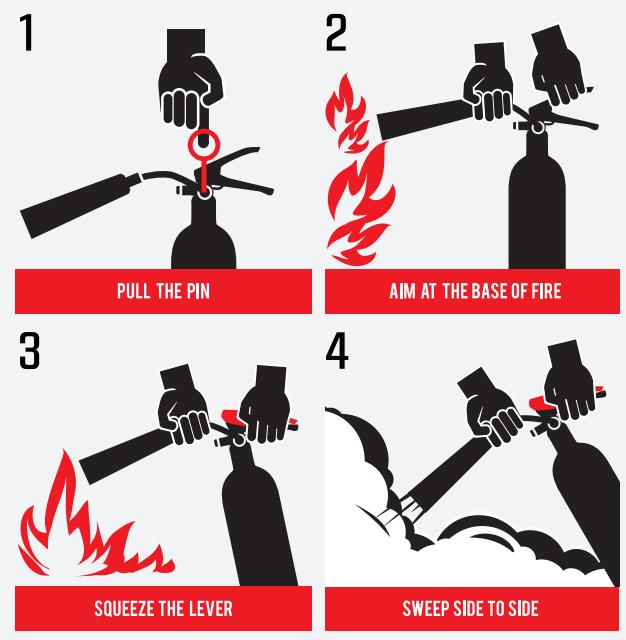 1
PULL THE PIN
2
AIM AT THE BASE OF FIRE
3
SQUEEZE THE LEVER
4
SWEEP SIDE TO SIDE